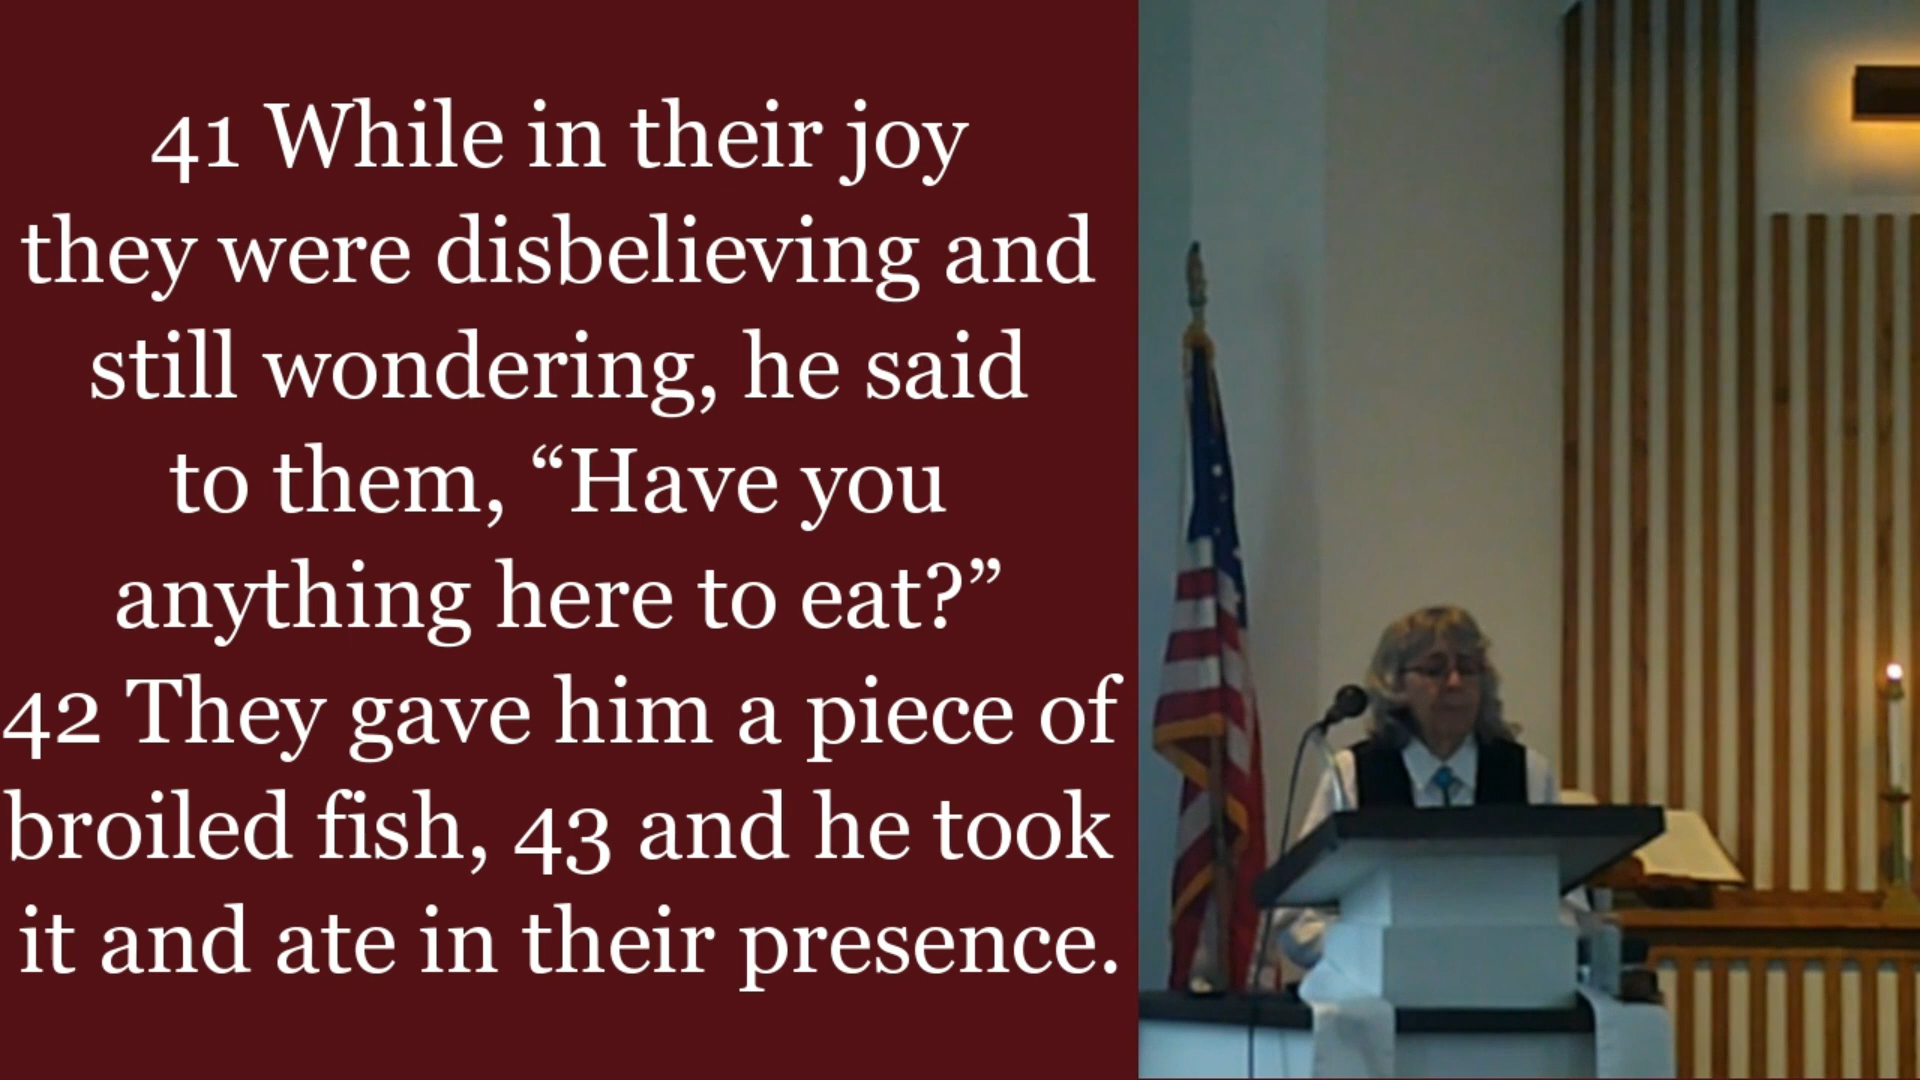 41 While in their joy
they were disbelieving and
still wondering, he said
to them, “Have you
anything here to eat?”
42 They gave him a piece of
broiled fish, 43 and he took
it and ate in their presence.